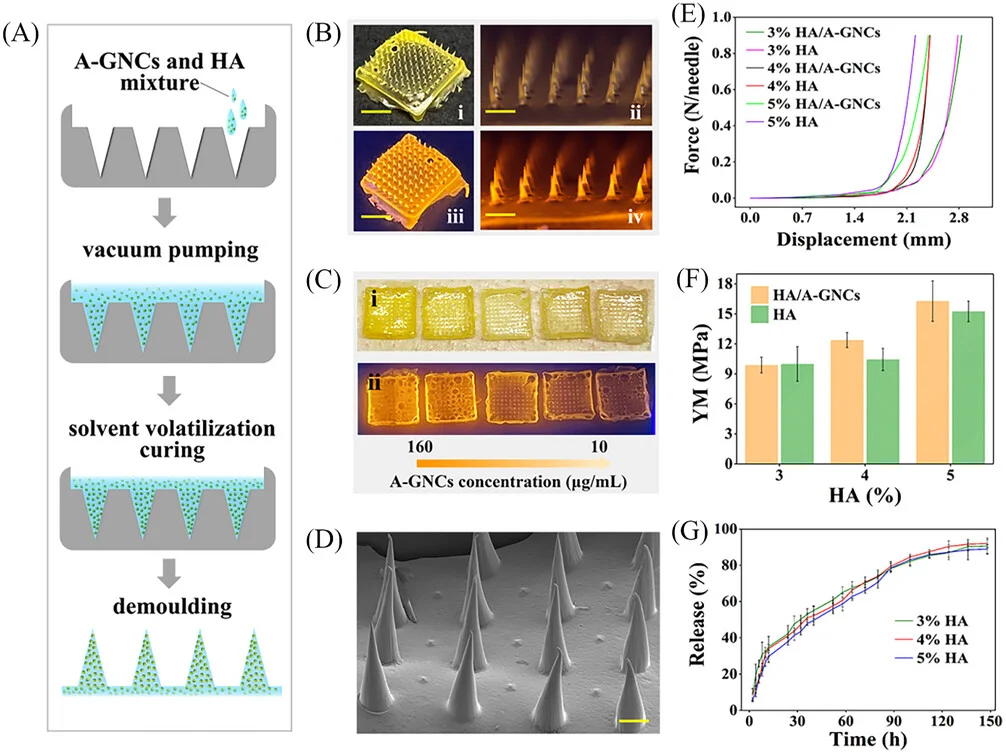 (A)
A-GNCs and HA
mixture
vacuum pumping
solvent volatilization
curing
demoulding
(B)
i
ii
iii
iv
(C)
i
ii
160
10
A-GNCs concentration (μg/mL)
(D)
(E)
Force (N/needle)
1.0
0.8
0.6
0.4
0.2
0.0
3% HA/A-GNCs
3% HA
4% HA/A-GNCs
4% HA
5% HA/A-GNCs
5% HA
0.0 0.7 1.4 2.1 2.8
Displacement (mm)
(F)
YM (MPa)
18
15
12
9
6
3
0
HA/A-GNCs
HA
3 4 5
HA (%)
(G)
Release (%)
100
80
60
40
20
0
3% HA
4% HA
5% HA
0 30 60 90 120 150
Time (h)